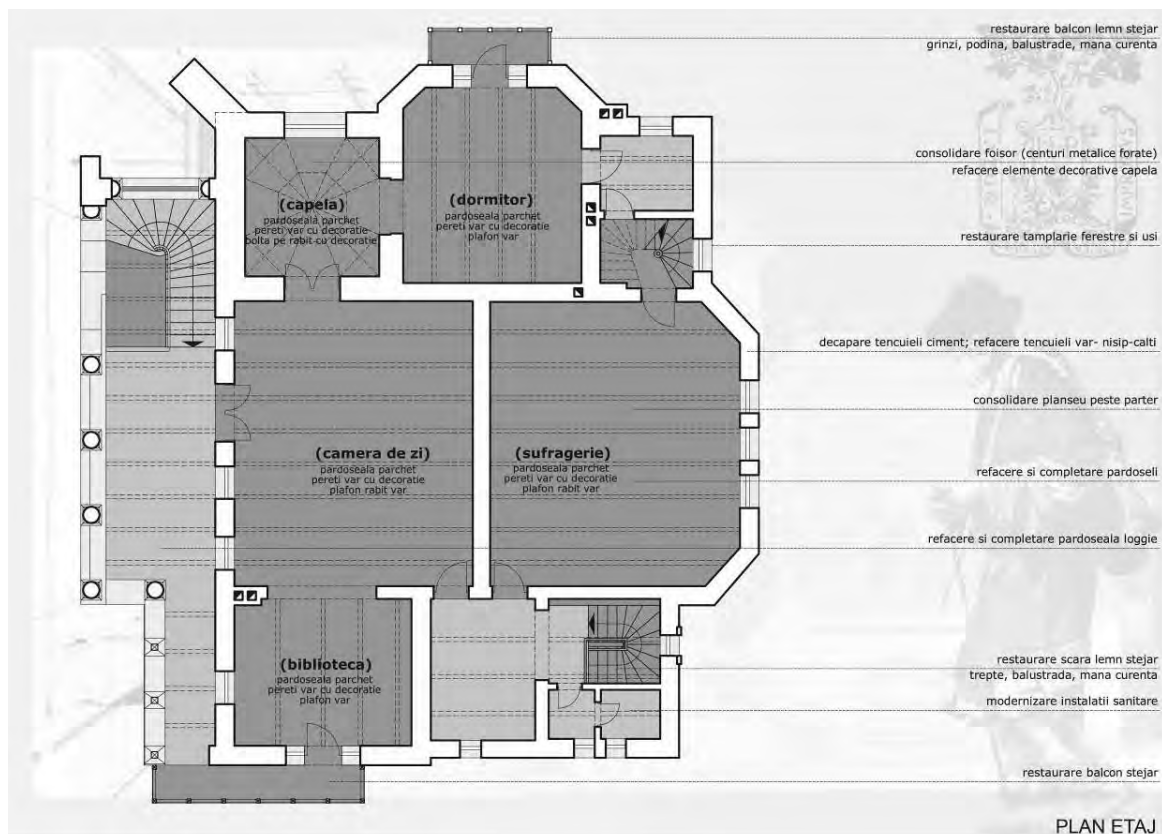 restaurare balcon lemn stejar
grinzi, podina, balustrade, mana curenta
consolidare foisor (centuri metalice forate)
refacere elemente decorative capela
(capela)
pardoseala parchet
pereti var cu decoratie
bolta pe rabit cu decoratie
(dormitor)
pardoseala parchet
pereti var cu decoratie
plafon var
restaurare tamplarie ferestre si usi
decapare tencuieli ciment; refacere tencuieli var- nisip-calti
consolidare planseu peste parter
(camera de zi)
pardoseala parchet
pereti var cu decoratie
plafon rabit var
(sufragerie)
pardoseala parchet
pereti var cu decoratie
plafon rabit var
refacere si completare pardoseli
refacere si completare pardoseala loggie
(biblioteca)
pardoseala parchet
pereti var cu decoratie
plafon var
restaurare scara lemn stejar
trepte, balustrada, mana curenta
modernizare instalatii sanitare
restaurare balcon stejar
PLAN ETAJ